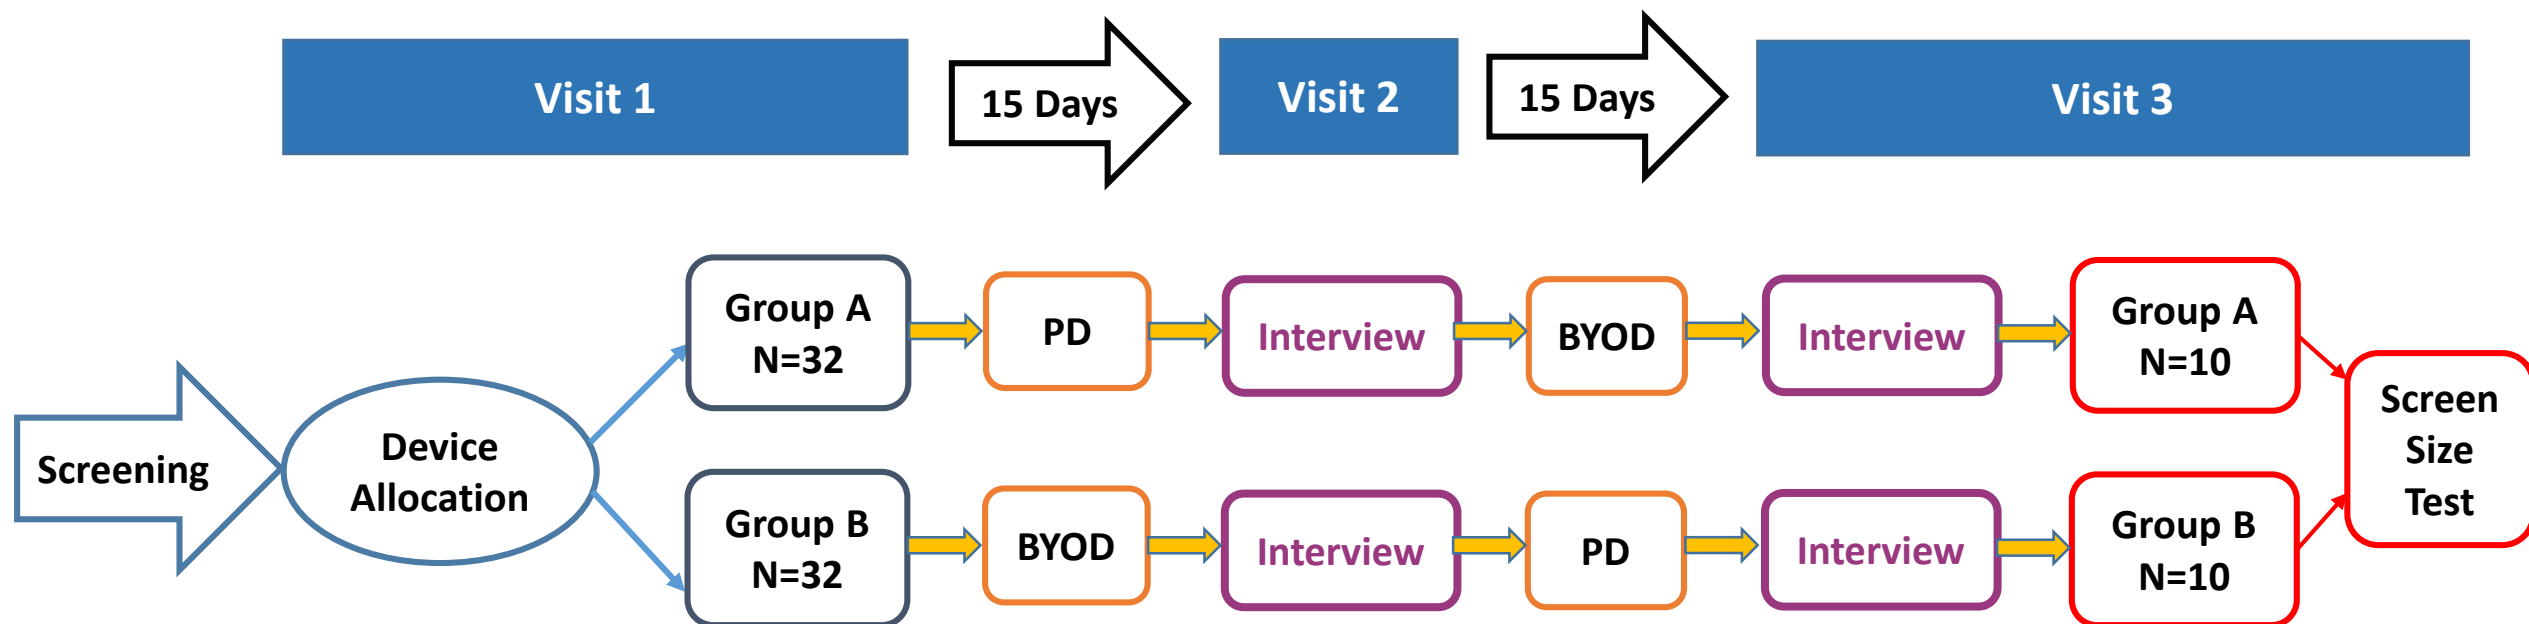 Visit 1
15 Days
Visit 2
15 Days
Visit 3
Screening
Device
Allocation
Group A
N=32
PD
Interview
BYOD
Interview
Group A
N=10
Group B
N=32
BYOD
Interview
PD
Interview
Group B
N=10
Screen
Size
Test